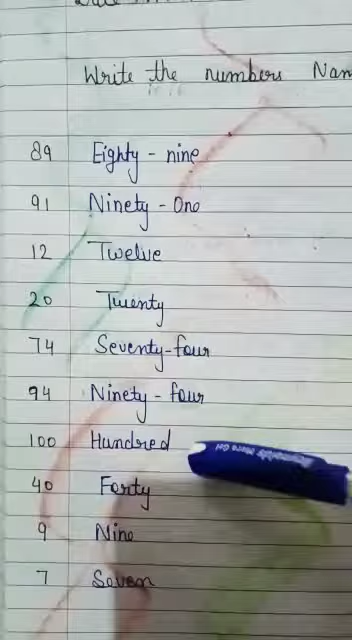 Write the numbers Nam
89 Eighty - nine
91 Ninety - One
12 Twelve
20 Twenty
74 Seventy-four
94 Ninety - four
100 Hundred
40 Forty
9 Nine
7 Seven